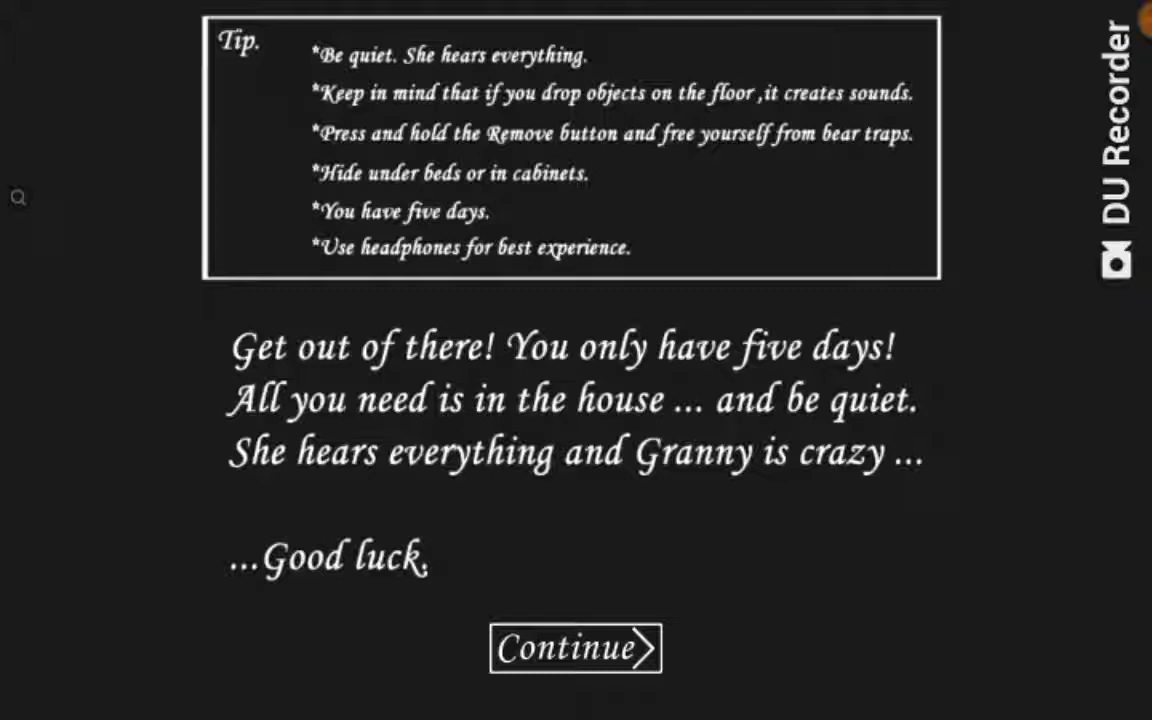 Tip.
*Be quiet. She hears everything.
*Keep in mind that if you drop objects on the floor ,it creates sounds.
*Press and hold the Remove button and free yourself from bear traps.
*Hide under beds or in cabinets.
*You have five days.
*Use headphones for best experience.
Get out of there! You only have five days!
All you need is in the house ... and be quiet.
She hears everything and Granny is crazy ...
...Good luck.
Continue
DU Recorder